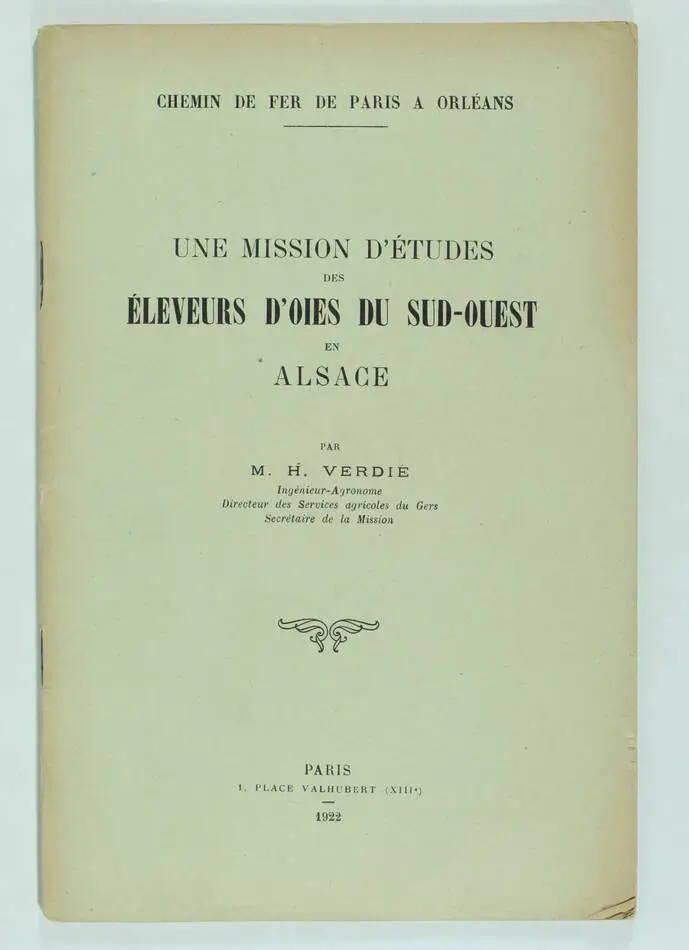 CHEMIN DE FER DE PARIS A ORLÉANS
UNE MISSION D'ÉTUDES
DES
ÉLEVEURS D'OIES DU SUD-OUEST
EN
ALSACE
PAR
M. H. VERDIÉ
Ingénieur-Agronome
Directeur des Services agricoles du Gers
Secrétaire de la Mission
PARIS
1, PLACE VALHUBERT (XIIIe)
1922